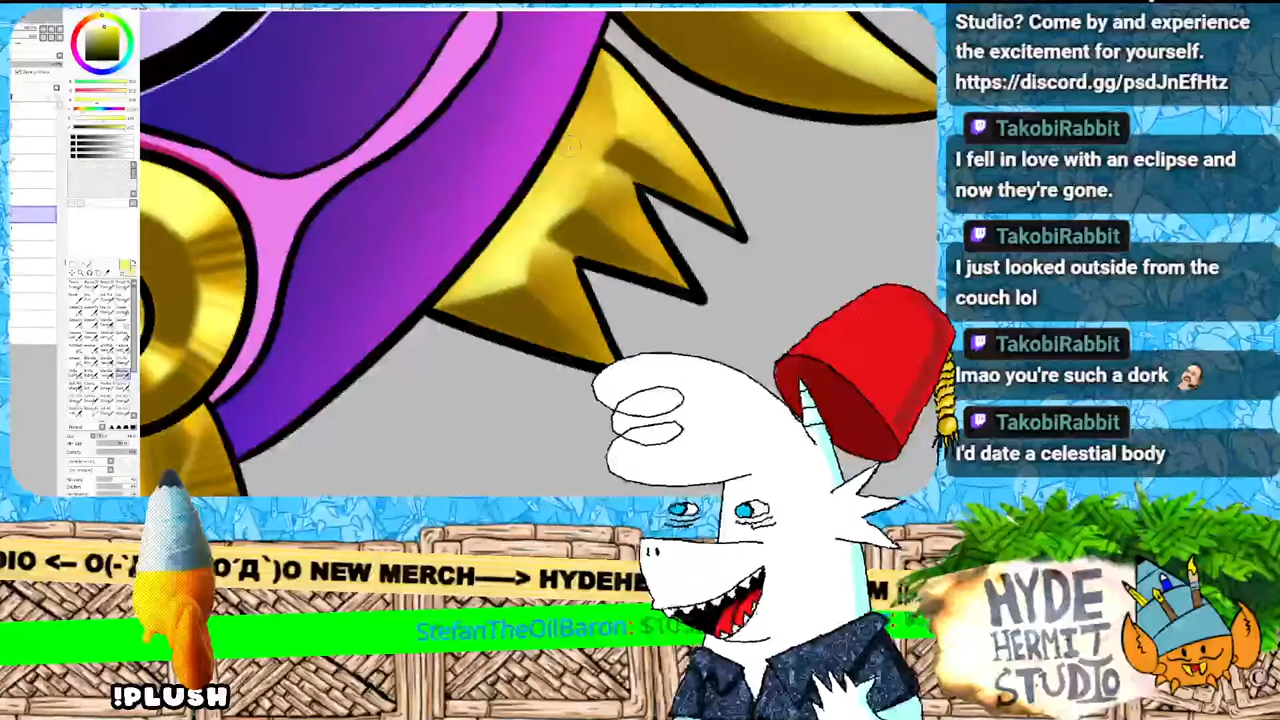 Studio? Come by and experience
the excitement for yourself.
https://discord.gg/psdJnEfHtz
TakobiRabbit
I fell in love with an eclipse and
now they're gone.
TakobiRabbit
I just looked outside from the
couch lol
TakobiRabbit
lmao you're such a dork
TakobiRabbit
I'd date a celestial body
DIO <– O(-`Д´O´Д`)O NEW MERCH—–> HYDEHE
StefanTheOilBaron:
!PLUSH
HYDE
HERMIT
STUDIO